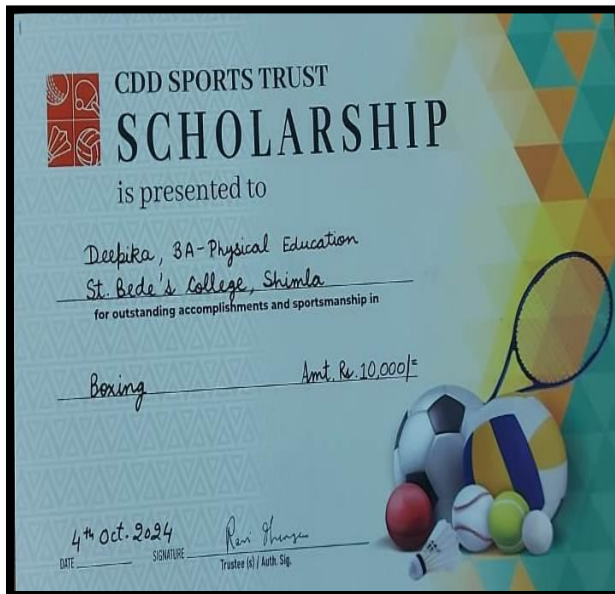 CDD SPORTS TRUST
SCHOLARSHIP
is presented to
Deepika, BA-Physical Education
St. Bede's College, Shimla
for outstanding accomplishments and sportsmanship in
Boxing Amt. Rs. 10,000/=
4th Oct. 2024
DATE SIGNATURE
Trustee (s) / Auth. Sig.